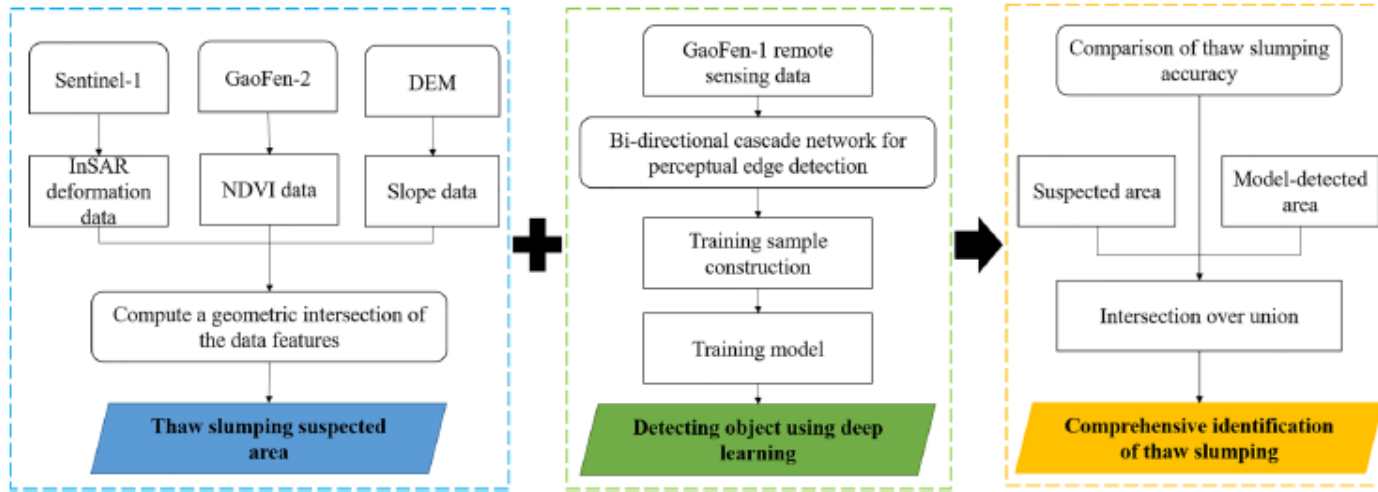 Sentinel-1
GaoFen-2
DEM
InSAR
deformation
data
NDVI data
Slope data
Compute a geometric intersection of
the data features
Thaw slumping suspected
area
GaoFen-1 remote
sensing data
Bi-directional cascade network for
perceptual edge detection
Training sample
construction
Training model
Detecting object using deep
learning
Comparison of thaw slumping
accuracy
Suspected area
Model-detected
area
Intersection over union
Comprehensive identification
of thaw slumping